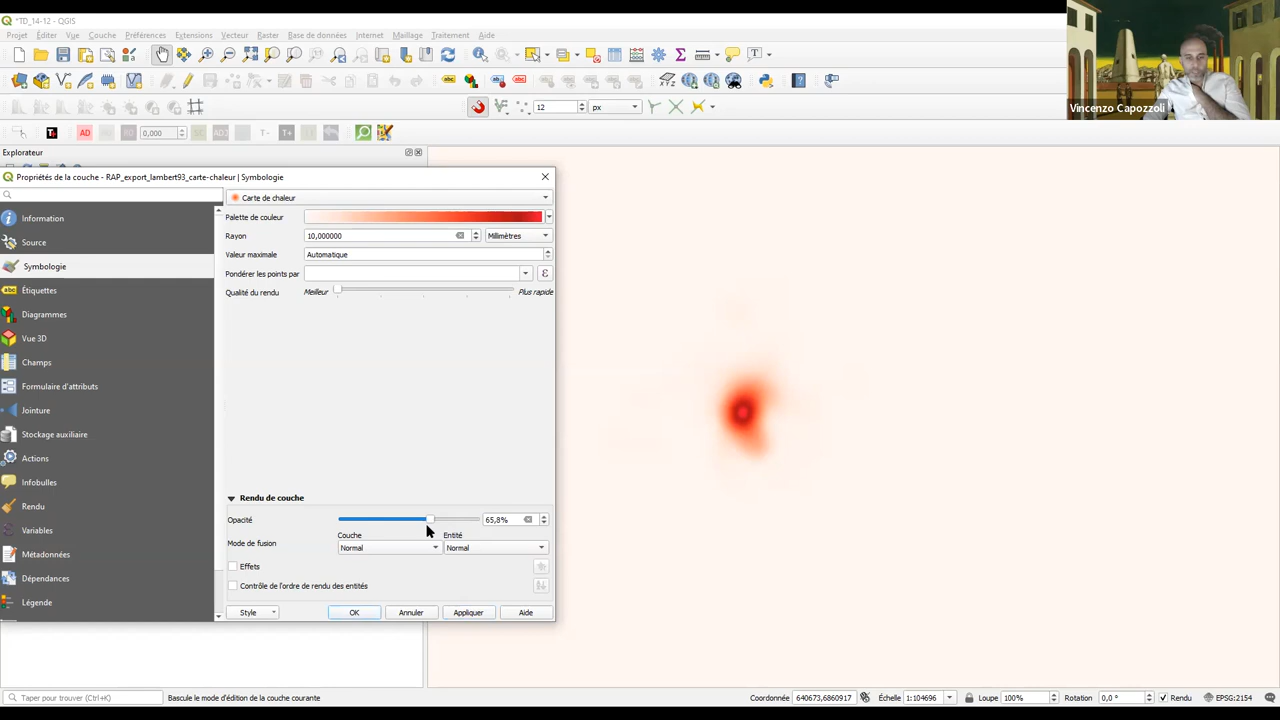 *TD_14-12 - QGIS
Projet Éditer Vue Couche Préférences Extensions Vecteur Raster Base de données Internet Maillage Traitement Aide
Vincenzo Capozzoli
12 px
0,000
Explorateur
Propriétés de la couche - RAP_export_lambert93_carte-chaleur | Symbologie
Information
Source
Symbologie
Étiquettes
Diagrammes
Vue 3D
Champs
Formulaire d'attributs
Jointure
Stockage auxiliaire
Actions
Infobulles
Rendu
Variables
Métadonnées
Dépendances
Légende
Carte de chaleur
Palette de couleur
Rayon 10,000000 Millimètres
Valeur maximale Automatique
Pondérer les points par ε
Qualité du rendu Meilleur Plus rapide
Rendu de couche
Opacité 65,8%
Couche Entité
Mode de fusion Normal Normal
Effets
Contrôle de l'ordre de rendu des entités
Style OK Annuler Appliquer Aide
Taper pour trouver (Ctrl+K) Bascule le mode d'édition de la couche courante Coordonnée 640673,6860917 Échelle 1:104696 Loupe 100% Rotation 0,0 ° Rendu EPSG:2154